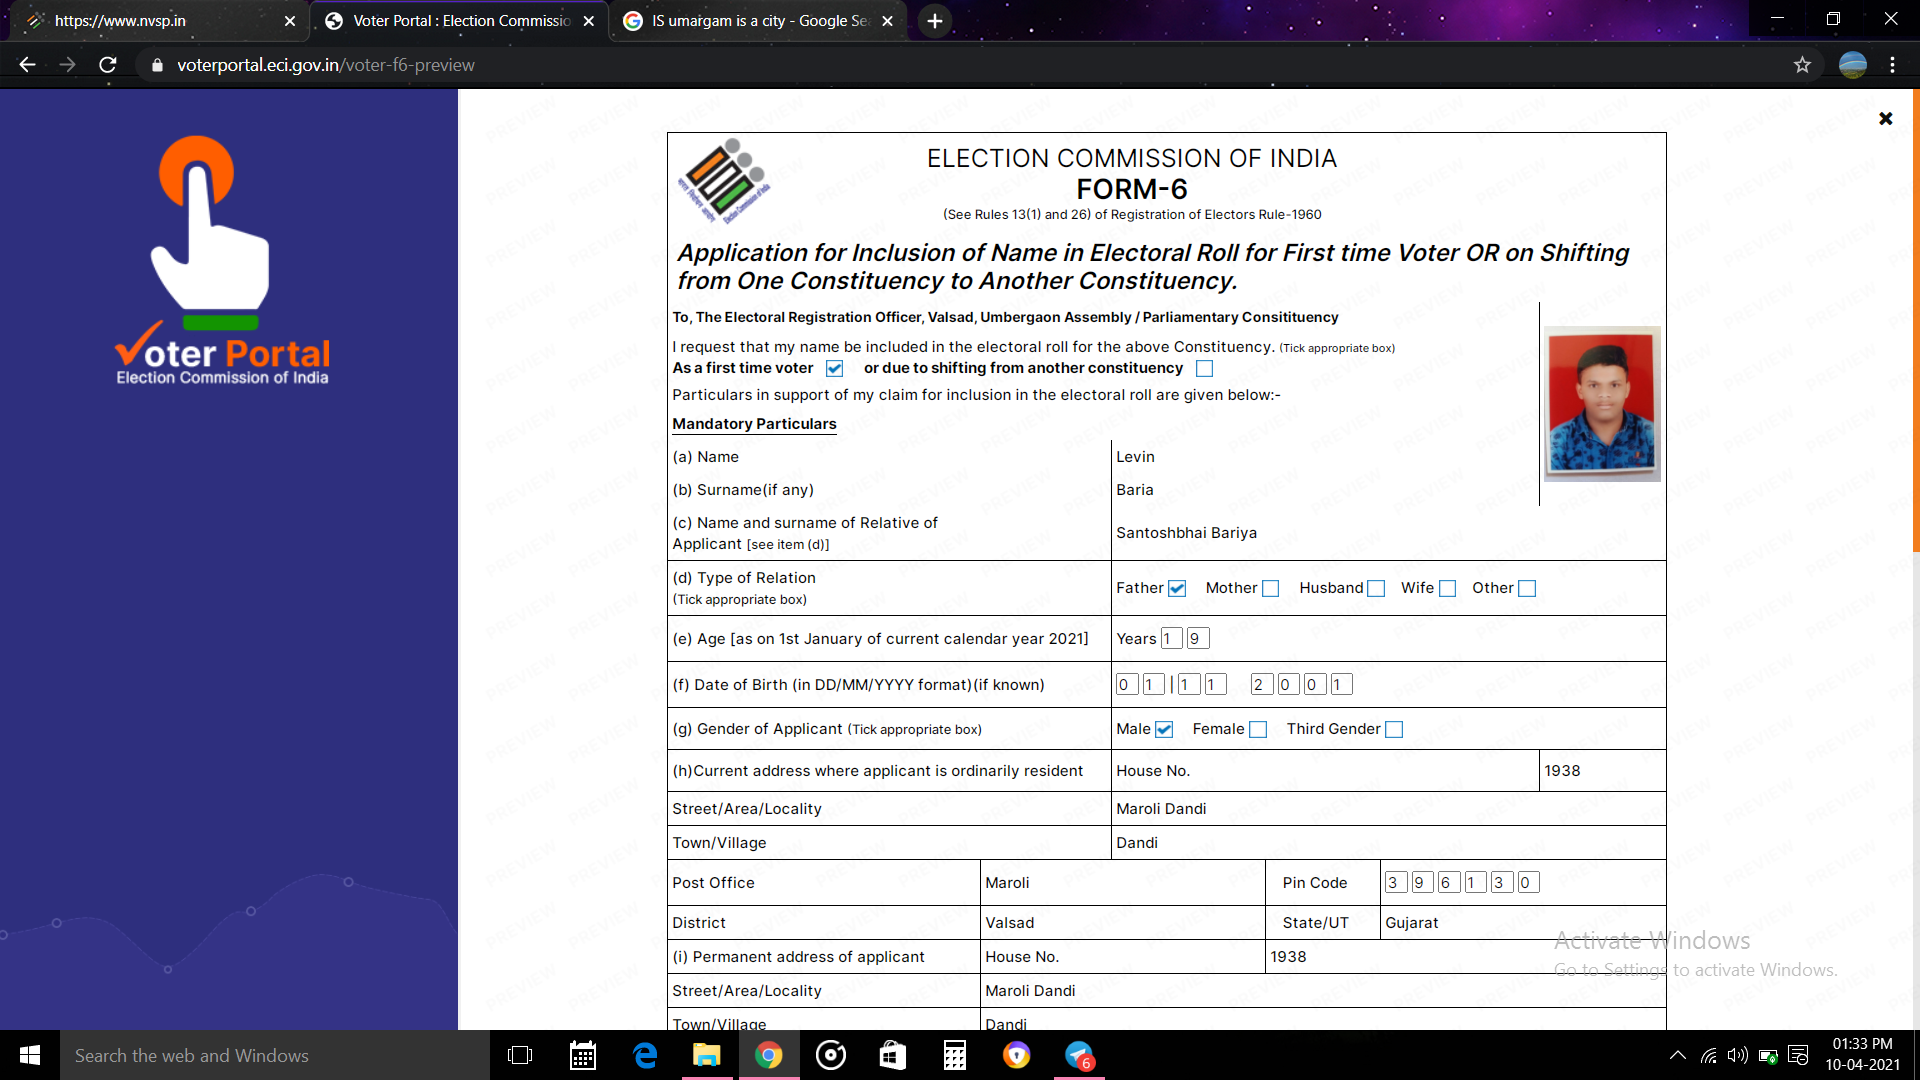 https://www.nvsp.in
Voter Portal : Election Commissio
IS umargam is a city - Google Se
voterportal.eci.gov.in/voter-f6-preview
Voter Portal
Election Commission of India
ELECTION COMMISSION OF INDIA
FORM-6
(See Rules 13(1) and 26) of Registration of Electors Rule-1960
Application for Inclusion of Name in Electoral Roll for First time Voter OR on Shifting
from One Constituency to Another Constituency.
To, The Electoral Registration Officer, Valsad, Umbergaon Assembly / Parliamentary Consitituency
I request that my name be included in the electoral roll for the above Constituency. (Tick appropriate box)
As a first time voter or due to shifting from another constituency
Particulars in support of my claim for inclusion in the electoral roll are given below:-
Mandatory Particulars
(a) Name Levin
(b) Surname(if any) Baria
(c) Name and surname of Relative of
Applicant [see item (d)] Santoshbhai Bariya
(d) Type of Relation
(Tick appropriate box)
Father Mother Husband Wife Other
(e) Age [as on 1st January of current calendar year 2021] Years 1 9
(f) Date of Birth (in DD/MM/YYYY format)(if known) 0 1 | 1 1 2 0 0 1
(g) Gender of Applicant (Tick appropriate box) Male Female Third Gender
(h)Current address where applicant is ordinarily resident House No. 1938
Street/Area/Locality Maroli Dandi
Town/Village Dandi
Post Office Maroli Pin Code 3 9 6 1 3 0
District Valsad State/UT Gujarat
(i) Permanent address of applicant House No. 1938
Street/Area/Locality Maroli Dandi
Town/Village Dandi
Activate Windows
Go to Settings to activate Windows.
Search the web and Windows
6
01:33 PM
10-04-2021